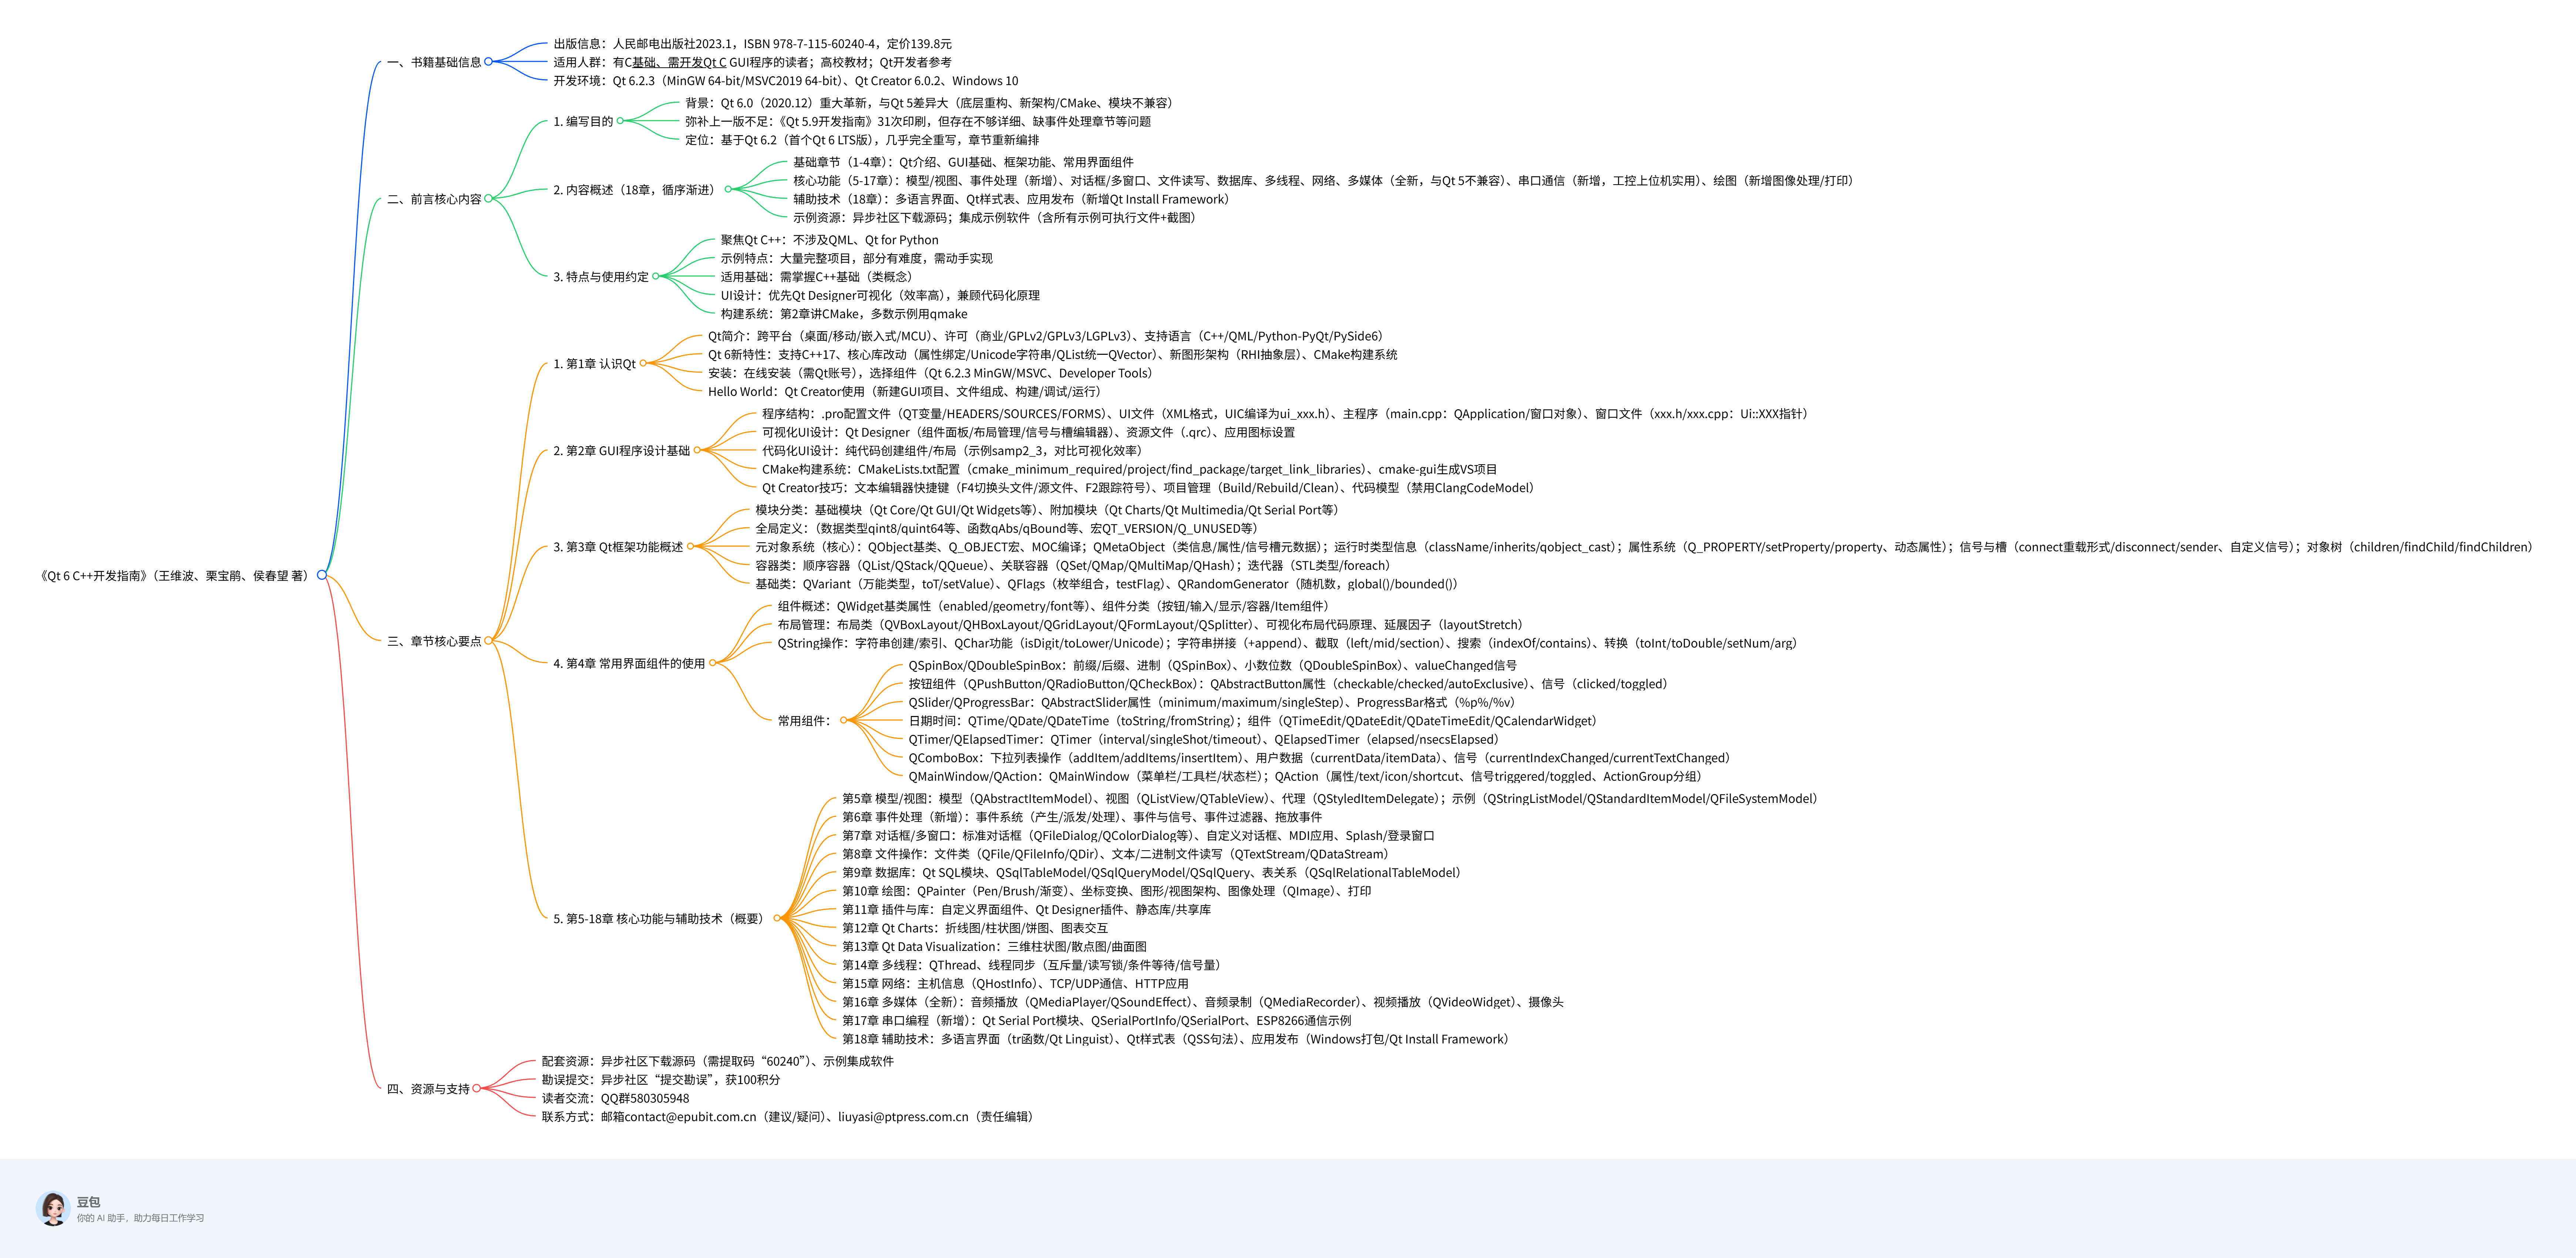 《Qt 6 C++开发指南》（王维波、栗宝鹃、侯春望 著）
一、书籍基础信息
出版信息：人民邮电出版社2023.1，ISBN 978-7-115-60240-4，定价139.8元
适用人群：有C基础、需开发Qt C GUI程序的读者；高校教材；Qt开发者参考
开发环境：Qt 6.2.3（MinGW 64-bit/MSVC2019 64-bit）、Qt Creator 6.0.2、Windows 10
二、前言核心内容
1. 编写目的
背景：Qt 6.0（2020.12）重大革新，与Qt 5差异大（底层重构、新架构/CMake、模块不兼容）
弥补上一版不足：《Qt 5.9开发指南》31次印刷，但存在不够详细、缺事件处理章节等问题
定位：基于Qt 6.2（首个Qt 6 LTS版），几乎完全重写，章节重新编排
2. 内容概述（18章，循序渐进）
基础章节（1-4章）：Qt介绍、GUI基础、框架功能、常用界面组件
核心功能（5-17章）：模型/视图、事件处理（新增）、对话框/多窗口、文件读写、数据库、多线程、网络、多媒体（全新，与Qt 5不兼容）、串口通信（新增，工控上位机实用）、绘图（新增图像处理/打印）
辅助技术（18章）：多语言界面、Qt样式表、应用发布（新增Qt Install Framework）
示例资源：异步社区下载源码；集成示例软件（含所有示例可执行文件+截图）
3. 特点与使用约定
聚焦Qt C++：不涉及QML、Qt for Python
示例特点：大量完整项目，部分有难度，需动手实现
适用基础：需掌握C++基础（类概念）
UI设计：优先Qt Designer可视化（效率高），兼顾代码化原理
构建系统：第2章讲CMake，多数示例用qmake
三、章节核心要点
1. 第1章 认识Qt
Qt简介：跨平台（桌面/移动/嵌入式/MCU）、许可（商业/GPLv2/GPLv3/LGPLv3）、支持语言（C++/QML/Python-PyQt/PySide6）
Qt 6新特性：支持C++17、核心库改动（属性绑定/Unicode字符串/QList统一QVector）、新图形架构（RHI抽象层）、CMake构建系统
安装：在线安装（需Qt账号），选择组件（Qt 6.2.3 MinGW/MSVC、Developer Tools）
Hello World：Qt Creator使用（新建GUI项目、文件组成、构建/调试/运行）
2. 第2章 GUI程序设计基础
程序结构：.pro配置文件（QT变量/HEADERS/SOURCES/FORMS）、UI文件（XML格式，UIC编译为ui_xxx.h）、主程序（main.cpp：QApplication/窗口对象）、窗口文件（xxx.h/xxx.cpp：Ui::XXX指针）
可视化UI设计：Qt Designer（组件面板/布局管理/信号与槽编辑器）、资源文件（.qrc）、应用图标设置
代码化UI设计：纯代码创建组件/布局（示例samp2_3，对比可视化效率）
CMake构建系统：CMakeLists.txt配置（cmake_minimum_required/project/find_package/target_link_libraries）、cmake-gui生成VS项目
Qt Creator技巧：文本编辑器快捷键（F4切换头文件/源文件、F2跟踪符号）、项目管理（Build/Rebuild/Clean）、代码模型（禁用ClangCodeModel）
3. 第3章 Qt框架功能概述
模块分类：基础模块（Qt Core/Qt GUI/Qt Widgets等）、附加模块（Qt Charts/Qt Multimedia/Qt Serial Port等）
全局定义：（数据类型qint8/quint64等、函数qAbs/qBound等、宏QT_VERSION/Q_UNUSED等）
元对象系统（核心）：QObject基类、Q_OBJECT宏、MOC编译；QMetaObject（类信息/属性/信号槽元数据）；运行时类型信息（className/inherits/qobject_cast）；属性系统（Q_PROPERTY/setProperty/property、动态属性）；信号与槽（connect重载形式/disconnect/sender、自定义信号）；对象树（children/findChild/findChildren）
容器类：顺序容器（QList/QStack/QQueue）、关联容器（QSet/QMap/QMultiMap/QHash）；迭代器（STL类型/foreach）
基础类：QVariant（万能类型，toT/setValue）、QFlags（枚举组合，testFlag）、QRandomGenerator（随机数，global()/bounded()）
4. 第4章 常用界面组件的使用
组件概述：QWidget基类属性（enabled/geometry/font等）、组件分类（按钮/输入/显示/容器/Item组件）
布局管理：布局类（QVBoxLayout/QHBoxLayout/QGridLayout/QFormLayout/QSplitter）、可视化布局代码原理、延展因子（layoutStretch）
QString操作：字符串创建/索引、QChar功能（isDigit/toLower/Unicode）；字符串拼接（+append）、截取（left/mid/section）、搜索（indexOf/contains）、转换（toInt/toDouble/setNum/arg）
常用组件：
QSpinBox/QDoubleSpinBox：前缀/后缀、进制（QSpinBox）、小数位数（QDoubleSpinBox）、valueChanged信号
按钮组件（QPushButton/QRadioButton/QCheckBox）：QAbstractButton属性（checkable/checked/autoExclusive）、信号（clicked/toggled）
QSlider/QProgressBar：QAbstractSlider属性（minimum/maximum/singleStep）、ProgressBar格式（%p%/%v）
日期时间：QTime/QDate/QDateTime（toString/fromString）；组件（QTimeEdit/QDateEdit/QDateTimeEdit/QCalendarWidget）
QTimer/QElapsedTimer：QTimer（interval/singleShot/timeout）、QElapsedTimer（elapsed/nsecsElapsed）
QComboBox：下拉列表操作（addItem/addItems/insertItem）、用户数据（currentData/itemData）、信号（currentIndexChanged/currentTextChanged）
QMainWindow/QAction：QMainWindow（菜单栏/工具栏/状态栏）；QAction（属性/text/icon/shortcut、信号triggered/toggled、ActionGroup分组）
5. 第5-18章 核心功能与辅助技术（概要）
第5章 模型/视图：模型（QAbstractItemModel）、视图（QListView/QTableView）、代理（QStyledItemDelegate）；示例（QStringListModel/QStandardItemModel/QFileSystemModel）
第6章 事件处理（新增）：事件系统（产生/派发/处理）、事件与信号、事件过滤器、拖放事件
第7章 对话框/多窗口：标准对话框（QFileDialog/QColorDialog等）、自定义对话框、MDI应用、Splash/登录窗口
第8章 文件操作：文件类（QFile/QFileInfo/QDir）、文本/二进制文件读写（QTextStream/QDataStream）
第9章 数据库：Qt SQL模块、QSqlTableModel/QSqlQueryModel/QSqlQuery、表关系（QSqlRelationalTableModel）
第10章 绘图：QPainter（Pen/Brush/渐变）、坐标变换、图形/视图架构、图像处理（QImage）、打印
第11章 插件与库：自定义界面组件、Qt Designer插件、静态库/共享库
第12章 Qt Charts：折线图/柱状图/饼图、图表交互
第13章 Qt Data Visualization：三维柱状图/散点图/曲面图
第14章 多线程：QThread、线程同步（互斥量/读写锁/条件等待/信号量）
第15章 网络：主机信息（QHostInfo）、TCP/UDP通信、HTTP应用
第16章 多媒体（全新）：音频播放（QMediaPlayer/QSoundEffect）、音频录制（QMediaRecorder）、视频播放（QVideoWidget）、摄像头
第17章 串口编程（新增）：Qt Serial Port模块、QSerialPortInfo/QSerialPort、ESP8266通信示例
第18章 辅助技术：多语言界面（tr函数/Qt Linguist）、Qt样式表（QSS句法）、应用发布（Windows打包/Qt Install Framework）
四、资源与支持
配套资源：异步社区下载源码（需提取码“60240”）、示例集成软件
勘误提交：异步社区“提交勘误”，获100积分
读者交流：QQ群580305948
联系方式：邮箱contact@epubit.com.cn（建议/疑问）、liuyasi@ptpress.com.cn（责任编辑）
豆包
你的 AI 助手，助力每日工作学习